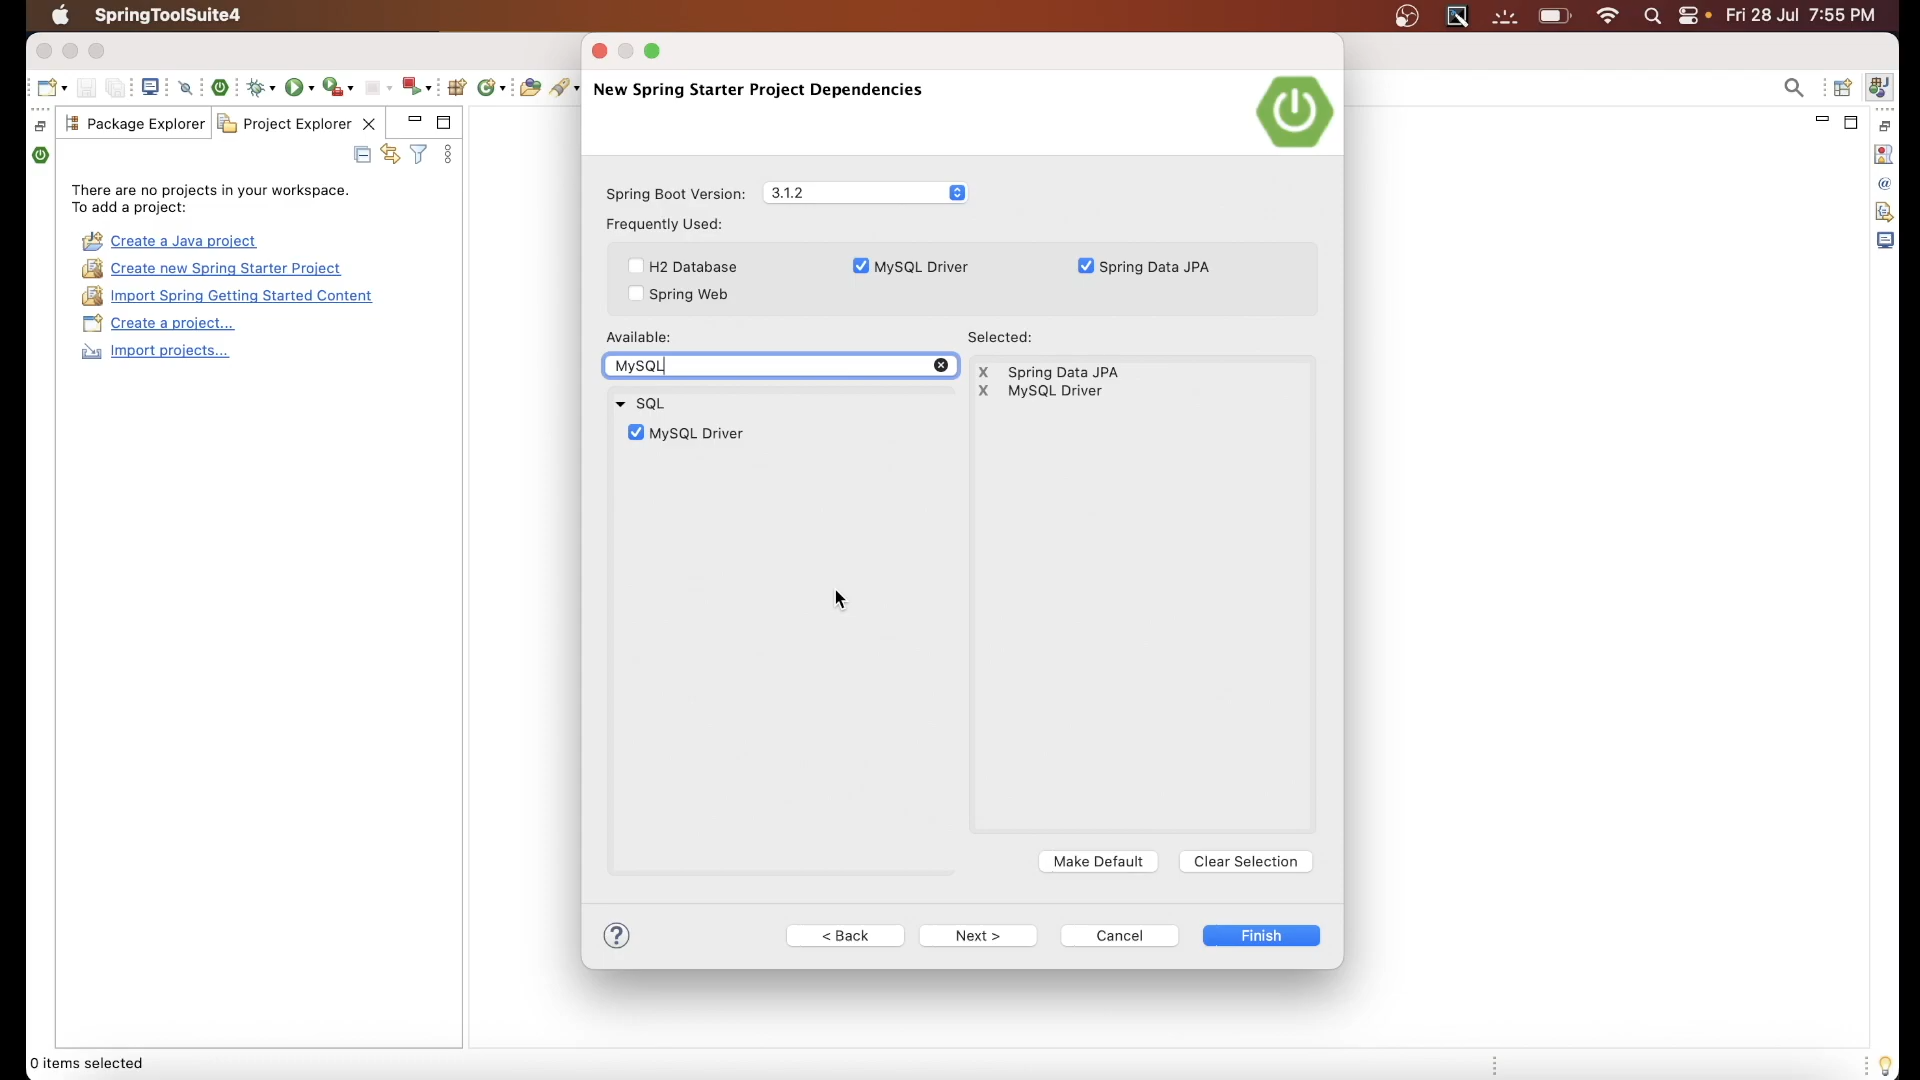 SpringToolSuite4
Fri 28 Jul 7:55 PM
New Spring Starter Project Dependencies
Package Explorer
Project Explorer
There are no projects in your workspace.
To add a project:
Create a Java project
Create new Spring Starter Project
Import Spring Getting Started Content
Create a project...
Import projects...
Spring Boot Version: 3.1.2
Frequently Used:
H2 Database
MySQL Driver
Spring Data JPA
Spring Web
Available:
Selected:
MySQL
X Spring Data JPA
X MySQL Driver
SQL
MySQL Driver
Make Default
Clear Selection
?
< Back
Next >
Cancel
Finish
0 items selected